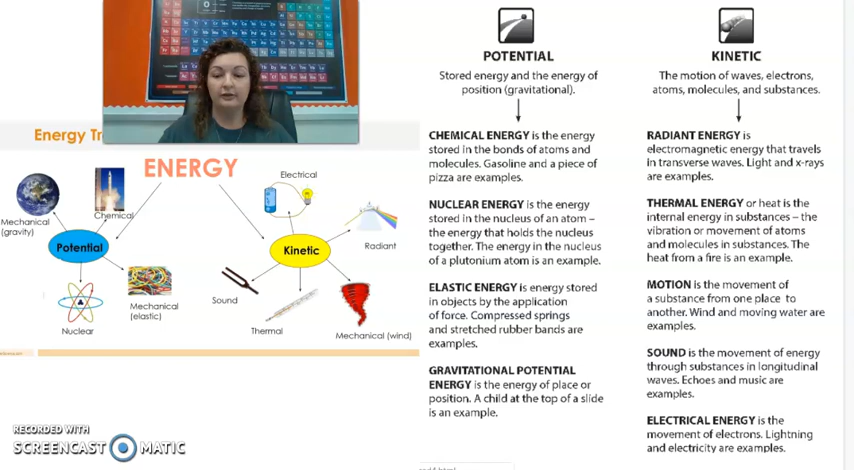 Energy
ENERGY
Mechanical
(gravity)
Chemical
Potential
Nuclear
Mechanical
(elastic)
Electrical
Kinetic
Radiant
Sound
Thermal
Mechanical (wind)
RECORDED WITH
SCREENCAST MATIC
POTENTIAL
Stored energy and the energy of
position (gravitational).
CHEMICAL ENERGY is the energy
stored in the bonds of atoms and
molecules. Gasoline and a piece of
pizza are examples.
NUCLEAR ENERGY is the energy
stored in the nucleus of an atom –
the energy that holds the nucleus
together. The energy in the nucleus
of a plutonium atom is an example.
ELASTIC ENERGY is energy stored
in objects by the application
of force. Compressed springs
and stretched rubber bands are
examples.
GRAVITATIONAL POTENTIAL
ENERGY is the energy of place or
position. A child at the top of a slide
is an example.
KINETIC
The motion of waves, electrons,
atoms, molecules, and substances.
RADIANT ENERGY is
electromagnetic energy that travels
in transverse waves. Light and x-rays
are examples.
THERMAL ENERGY or heat is the
internal energy in substances – the
vibration or movement of atoms
and molecules in substances. The
heat from a fire is an example.
MOTION is the movement of
a substance from one place to
another. Wind and moving water are
examples.
SOUND is the movement of energy
through substances in longitudinal
waves. Echoes and music are
examples.
ELECTRICAL ENERGY is the
movement of electrons. Lightning
and electricity are examples.